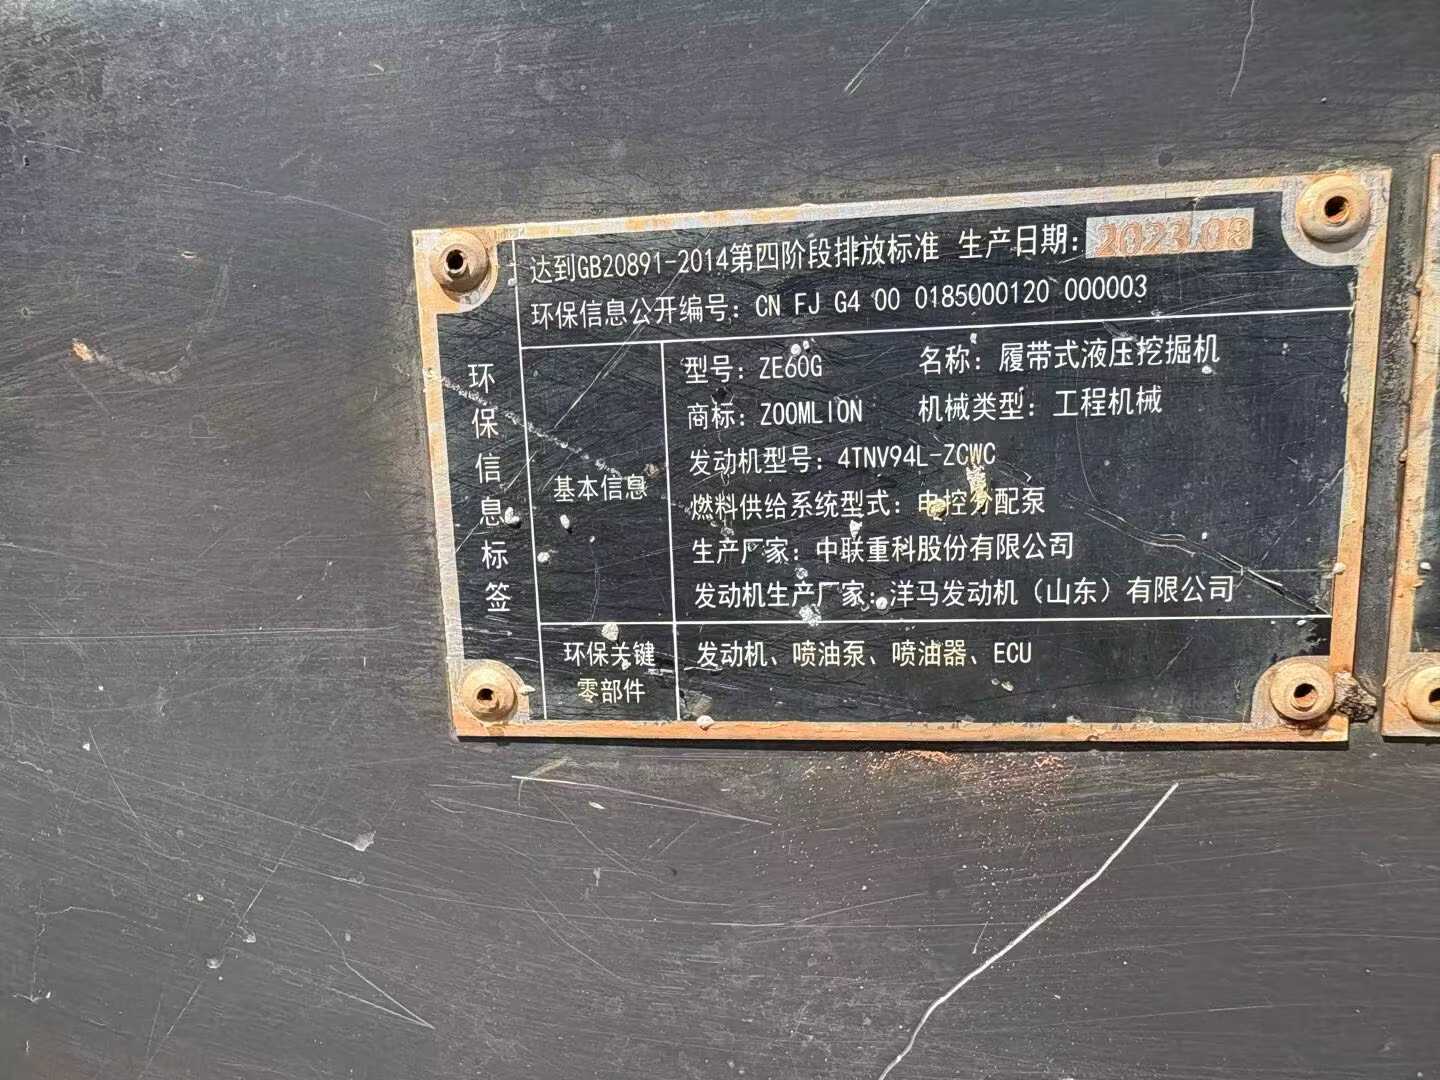 达到GB20891-2014第四阶段排放标准 生产日期：2023.08
环保信息公开编号：CN FJ G4 00 0185000120 000003
环保信息标签
基本信息
型号：ZE60G 名称：履带式液压挖掘机
商标：ZOOMLION 机械类型：工程机械
发动机型号：4TNV94L-ZCWC
燃料供给系统型式：电控分配泵
生产厂家：中联重科股份有限公司
发动机生产厂家：洋马发动机（山东）有限公司
环保关键零部件
发动机、喷油泵、喷油器、ECU